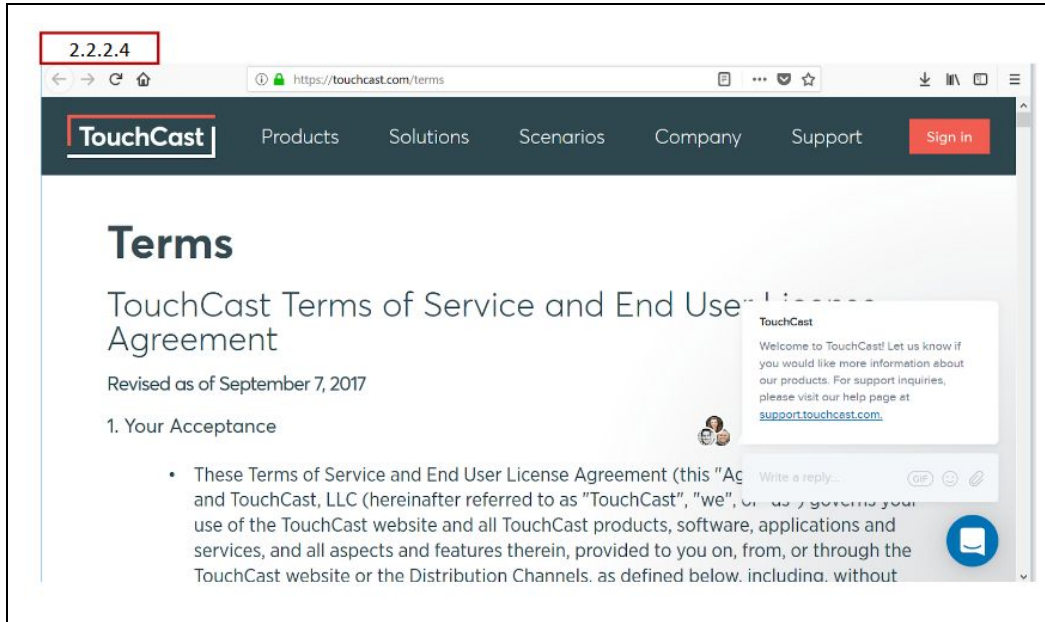 2.2.2.4
https://touchcast.com/terms
TouchCast Products Solutions Scenarios Company Support Sign in
Terms
TouchCast Terms of Service and End User License
Agreement
Revised as of September 7, 2017
1. Your Acceptance
• These Terms of Service and End User License Agreement (this "Ag
and TouchCast, LLC (hereinafter referred to as "TouchCast", "we", or "us") governs your
use of the TouchCast website and all TouchCast products, software, applications and
services, and all aspects and features therein, provided to you on, from, or through the
TouchCast website or the Distribution Channels, as defined below, including, without
TouchCast
Welcome to TouchCast! Let us know if
you would like more information about
our products. For support inquiries,
please visit our help page at
support.touchcast.com.
Write a reply...
GIF